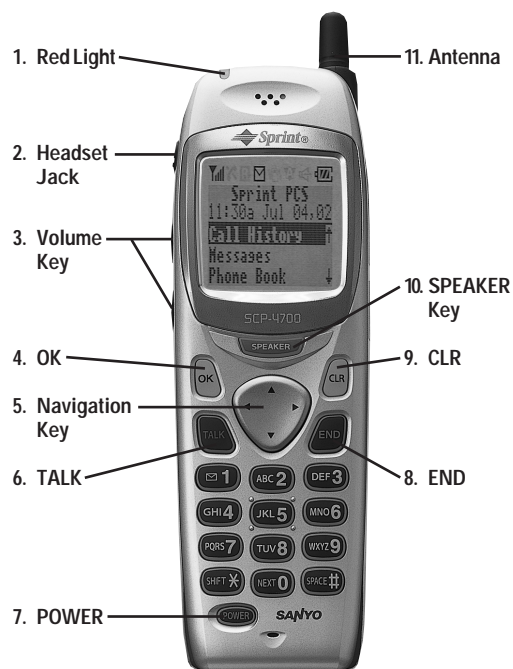 1. Red Light
11. Antenna
Sprint®
2. Headset
Jack
Sprint PCS
11:30a Jul 04,02
Call History
Messages
Phone Book
3. Volume
Key
10. SPEAKER
Key
SCP-4700
SPEAKER
4. OK
9. CLR
OK
CLR
5. Navigation
Key
TALK
END
6. TALK
8. END
1
ABC 2
DEF 3
GHI 4
JKL 5
MNO 6
PQRS 7
TUV 8
WXYZ 9
SHIFT *
NEXT 0
SPACE #
7. POWER
POWER
SANYO